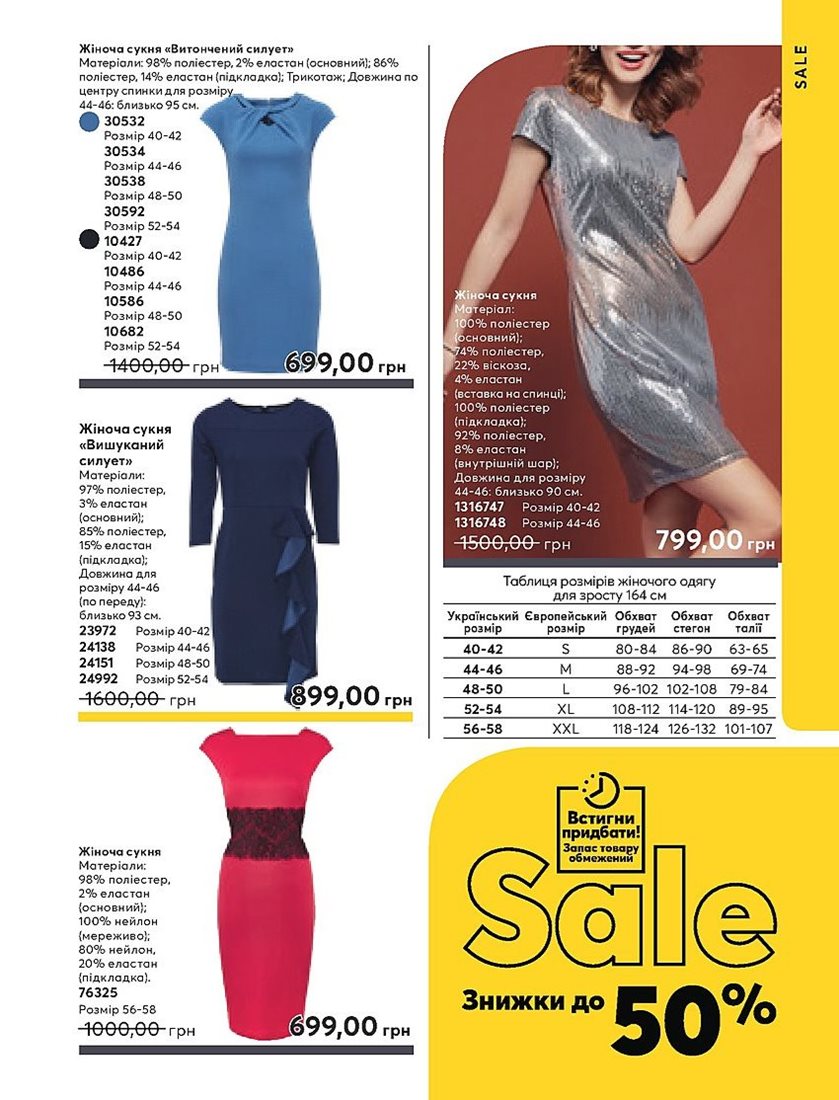 Жіноча сукня «Витончений силует»
Матеріали: 98% поліестер, 2% еластан (основний); 86%
поліестер, 14% еластан (підкладка); Трикотаж; Довжина по
центру спинки для розміру
44-46: близько 95 см.
30532
Розмір 40-42
30534
Розмір 44-46
30538
Розмір 48-50
30592
Розмір 52-54
10427
Розмір 40-42
10486
Розмір 44-46
10586
Розмір 48-50
10682
Розмір 52-54
1400,00 грн 699,00 грн
Жіноча сукня
«Вишуканий
силует»
Матеріали:
97% поліестер,
3% еластан
(основний);
85% поліестер,
15% еластан
(підкладка);
Довжина для
розміру 44-46
(по переду):
близько 93 см.
23972 Розмір 40-42
24138 Розмір 44-46
24151 Розмір 48-50
24992 Розмір 52-54
1600,00 грн 899,00 грн
Жіноча сукня
Матеріали:
98% поліестер,
2% еластан
(основний);
100% нейлон
(мереживо);
80% нейлон,
20% еластан
(підкладка).
76325
Розмір 56-58
1000,00 грн 699,00 грн
SALE
Жіноча сукня
Матеріал:
100% поліестер
(основний);
74% поліестер,
22% віскоза,
4% еластан
(вставка на спинці);
100% поліестер
(підкладка);
92% поліестер,
8% еластан
(внутрішній шар);
Довжина для розміру
44-46: близько 90 см.
1316747 Розмір 40-42
1316748 Розмір 44-46
1500,00 грн 799,00 грн
Таблиця розмірів жіночого одягу
для зросту 164 см
Український Європейський Обхват Обхват Обхват
розмір розмір грудей стегон талії
40-42 S 80-84 86-90 63-65
44-46 M 88-92 94-98 69-74
48-50 L 96-102 102-108 79-84
52-54 XL 108-112 114-120 89-95
56-58 XXL 118-124 126-132 101-107
Встигни
придбати!
Запас товару
обмежений
Sale
Знижки до 50%